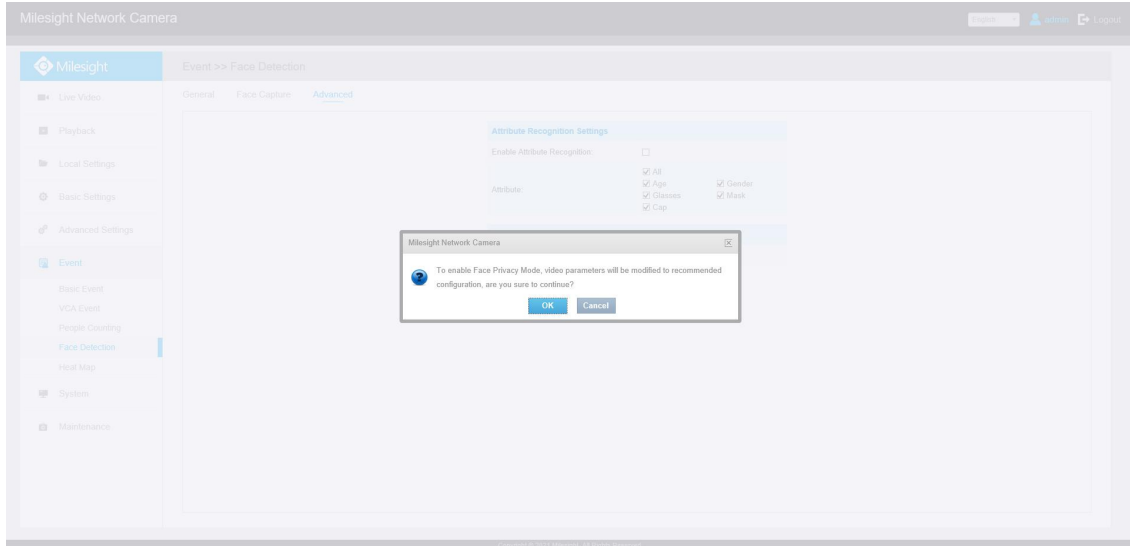 Milesight Network Camera
English
admin
Logout
Milesight
Event >> Face Detection
Live Video
General Face Capture Advanced
Playback
Local Settings
Basic Settings
Advanced Settings
Event
Basic Event
VCA Event
People Counting
Face Detection
Heat Map
System
Maintenance
Attribute Recognition Settings
Enable Attribute Recognition
Attribute
All
Age Gender
Glasses Mask
Cap
Milesight Network Camera
To enable Face Privacy Mode, video parameters will be modified to recommended
configuration, are you sure to continue?
OK Cancel